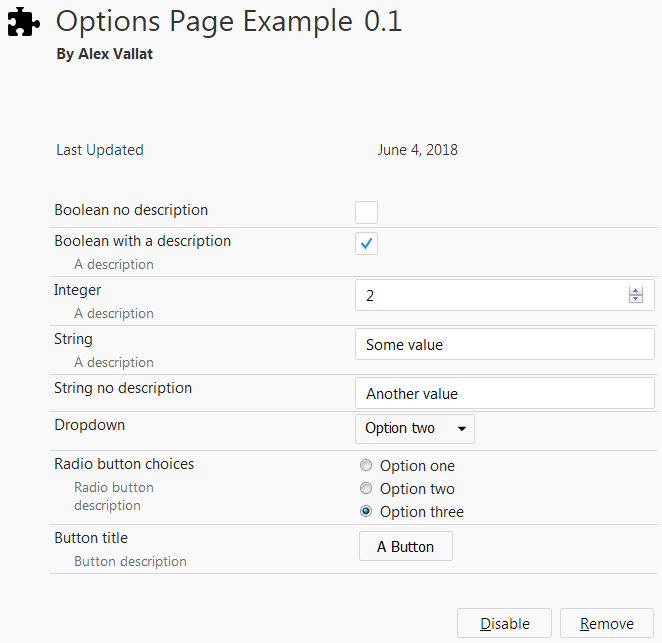 Options Page Example 0.1
By Alex Vallat
Last Updated June 4, 2018
Boolean no description
Boolean with a description
A description
Integer 2
A description
String Some value
A description
String no description Another value
Dropdown Option two
Radio button choices Option one
Radio button Option two
description
Option three
Button title A Button
Button description
Disable Remove